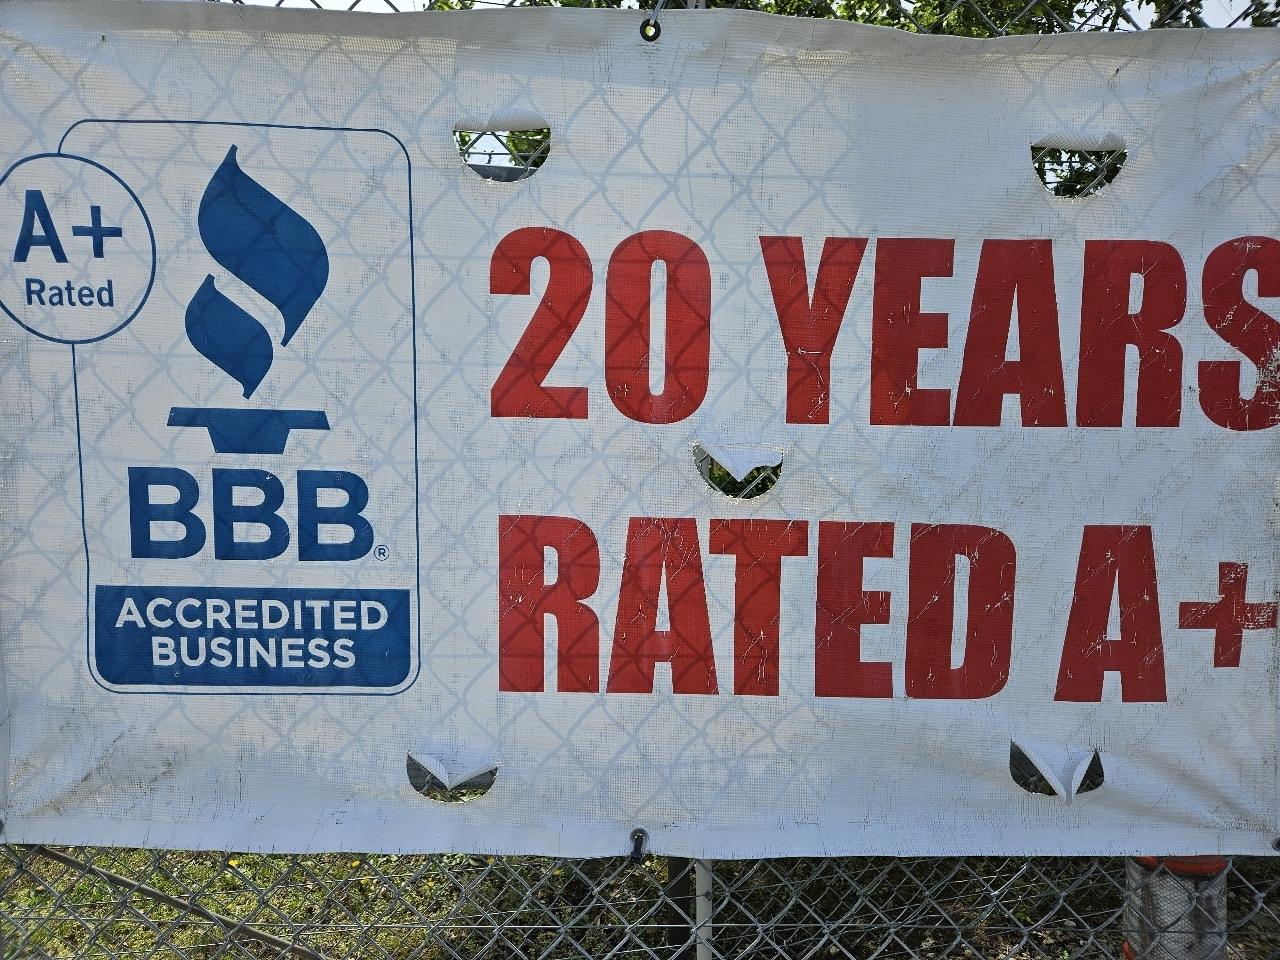 A+
Rated
BBB®
ACCREDITED
BUSINESS
20 YEARS
RATED A+